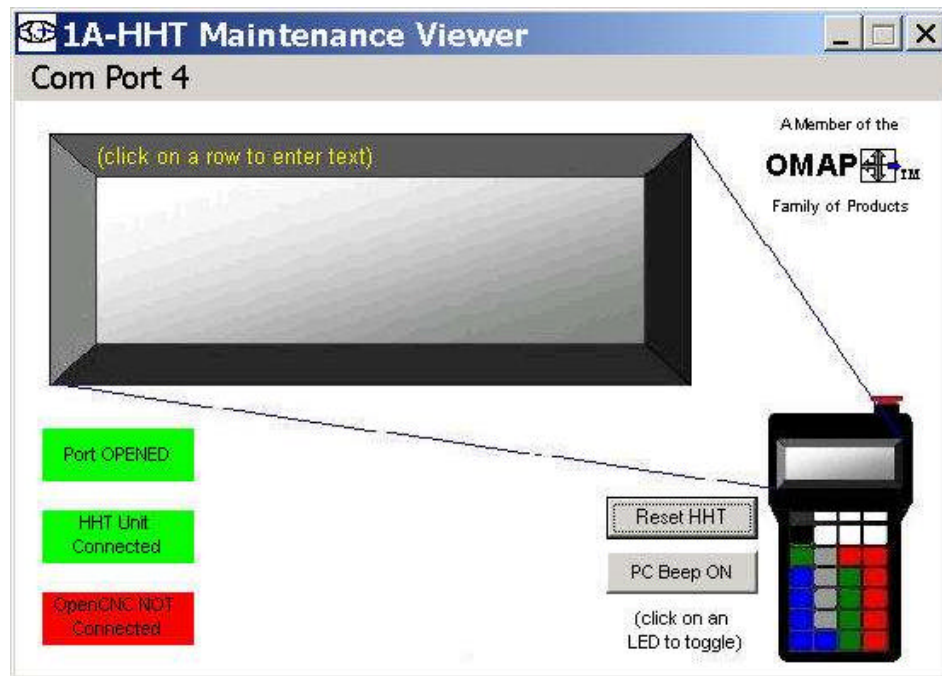 1A-HHT Maintenance Viewer
Com Port 4
(click on a row to enter text)
A Member of the
OMAP TM
Family of Products
Port OPENED
HHT Unit
Connected
OpenCNC NOT
Connected
Reset HHT
PC Beep ON
(click on an
LED to toggle)